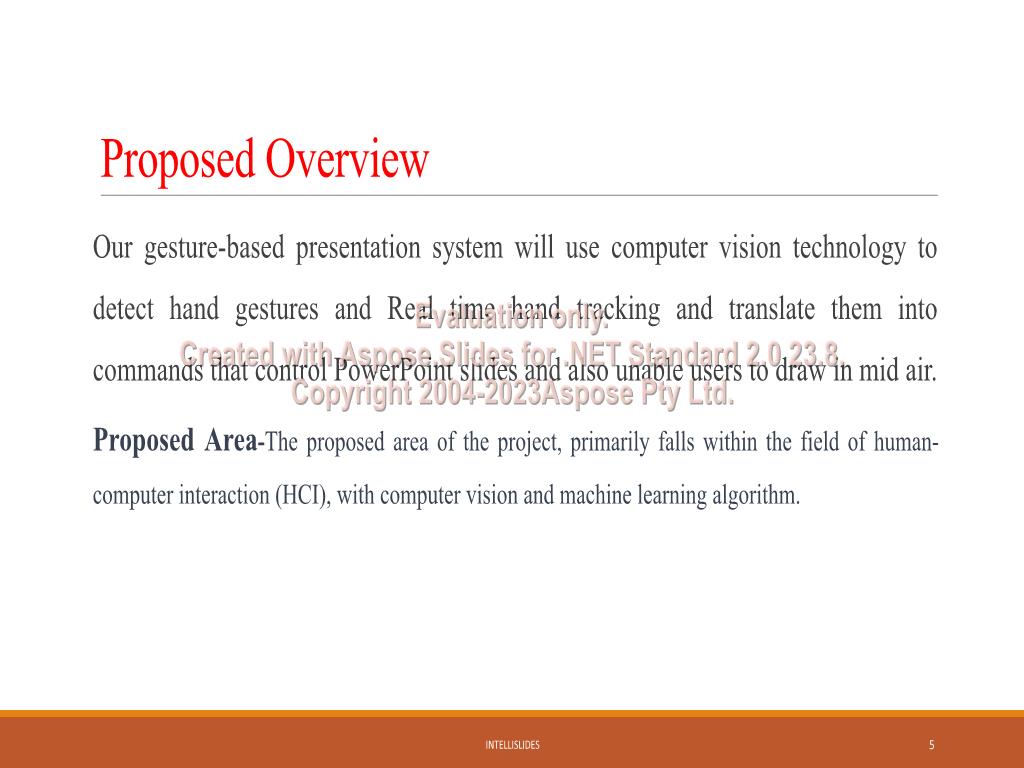 Proposed Overview
Our gesture-based presentation system will use computer vision technology to
detect hand gestures and Real time hand tracking and translate them into
Evaluation only.
Created with Aspose.Slides for .NET Standard 2.0 23.8.
commands that control PowerPoint slides and also unable users to draw in mid air.
Copyright 2004-2023Aspose Pty Ltd.
Proposed Area-The proposed area of the project, primarily falls within the field of human-
computer interaction (HCI), with computer vision and machine learning algorithm.
INTELLISLIDES
5